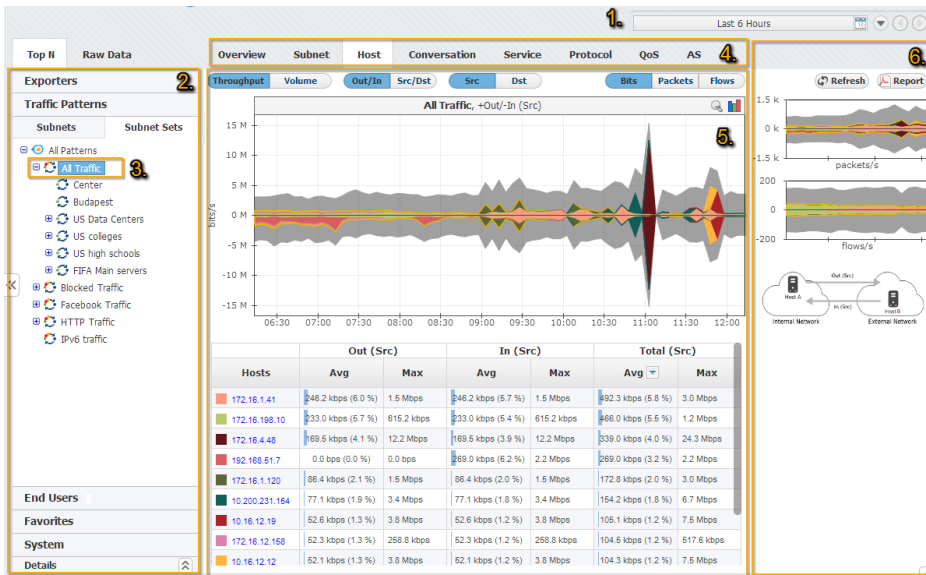 1.
Last 6 Hours
Top N Raw Data
Overview Subnet Host Conversation Service Protocol QoS AS
4.
6.
Exporters
2.
Traffic Patterns
Subnets Subnet Sets
All Patterns
All Traffic
3.
Center
Budapest
US Data Centers
US colleges
US high schools
FIFA Main servers
Blocked Traffic
Facebook Traffic
HTTP Traffic
IPv6 traffic
End Users
Favorites
System
Details
Throughput Volume Out/In Src/Dst Src Dst Bits Packets Flows
All Traffic, +Out/-In (Src)
5.
bits/s
15 M
10 M
5 M
0 M
-5 M
-10 M
-15 M
06:30 07:00 07:30 08:00 08:30 09:00 09:30 10:00 10:30 11:00 11:30 12:00
Out (Src) In (Src) Total (Src)
Hosts Avg Max Avg Max Avg Max
172.16.1.41 246.2 kbps (6.0 %) 1.5 Mbps 246.2 kbps (5.7 %) 1.5 Mbps 492.3 kbps (5.8 %) 3.0 Mbps
172.16.198.10 233.0 kbps (5.7 %) 615.2 kbps 233.0 kbps (5.4 %) 615.2 kbps 466.0 kbps (5.5 %) 1.2 Mbps
172.16.4.48 169.5 kbps (4.1 %) 12.2 Mbps 169.5 kbps (3.9 %) 12.2 Mbps 339.0 kbps (4.0 %) 24.3 Mbps
192.168.51.7 0.0 bps (0.0 %) 0.0 bps 269.0 kbps (6.2 %) 2.2 Mbps 269.0 kbps (3.2 %) 2.2 Mbps
172.16.1.120 86.4 kbps (2.1 %) 1.5 Mbps 86.4 kbps (2.0 %) 1.5 Mbps 172.8 kbps (2.0 %) 3.0 Mbps
10.200.231.154 77.1 kbps (1.9 %) 3.4 Mbps 77.1 kbps (1.8 %) 3.4 Mbps 154.2 kbps (1.8 %) 6.7 Mbps
10.16.12.19 52.6 kbps (1.3 %) 3.8 Mbps 52.6 kbps (1.2 %) 3.8 Mbps 105.1 kbps (1.2 %) 7.5 Mbps
172.16.12.158 52.3 kbps (1.3 %) 258.8 kbps 52.3 kbps (1.2 %) 258.8 kbps 104.5 kbps (1.2 %) 517.6 kbps
10.16.12.12 52.1 kbps (1.3 %) 3.8 Mbps 52.1 kbps (1.2 %) 3.8 Mbps 104.3 kbps (1.2 %) 7.5 Mbps
Refresh Report
1.5 k
0 k
-1.5 k
packets/s
200
0
-200
flows/s
Out (Src)
Host A
In (Src)
Host B
Internal Network External Network